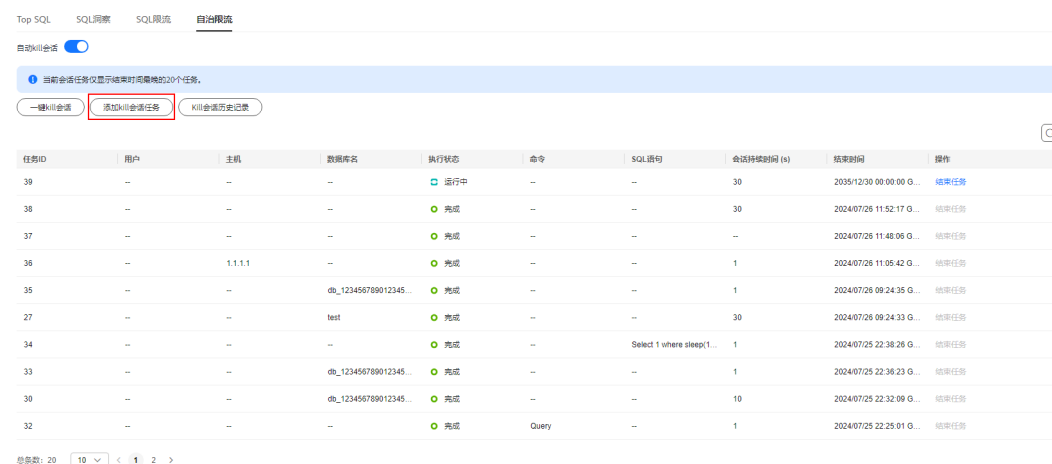 Top SQL SQL洞察 SQL限流 自治限流
自动kill会话
当前会话任务仅显示结束时间最晚的20个任务。
一键kill会话 添加kill会话任务 Kill会话历史记录
任务ID 用户 主机 数据库名 执行状态 命令 SQL语句 会话持续时间 (s) 结束时间 操作
39 -- -- -- 运行中 -- -- 30 2035/12/30 00:00:00 G... 结束任务
38 -- -- -- 完成 -- -- 30 2024/07/26 11:52:17 G... 结束任务
37 -- -- -- 完成 -- -- -- 2024/07/26 11:48:06 G... 结束任务
36 -- 1.1.1.1 -- 完成 -- -- 1 2024/07/26 11:05:42 G... 结束任务
35 -- -- db_123456789012345... 完成 -- -- 1 2024/07/26 09:24:35 G... 结束任务
27 -- -- test 完成 -- -- 30 2024/07/26 09:24:33 G... 结束任务
34 -- -- -- 完成 -- Select 1 where sleep(1... 1 2024/07/25 22:38:26 G... 结束任务
33 -- -- db_123456789012345... 完成 -- -- 1 2024/07/25 22:36:23 G... 结束任务
30 -- -- db_123456789012345... 完成 -- -- 10 2024/07/25 22:32:09 G... 结束任务
32 -- -- -- 完成 Query -- 1 2024/07/25 22:25:01 G... 结束任务
总条数: 20 10 < 1 2 >